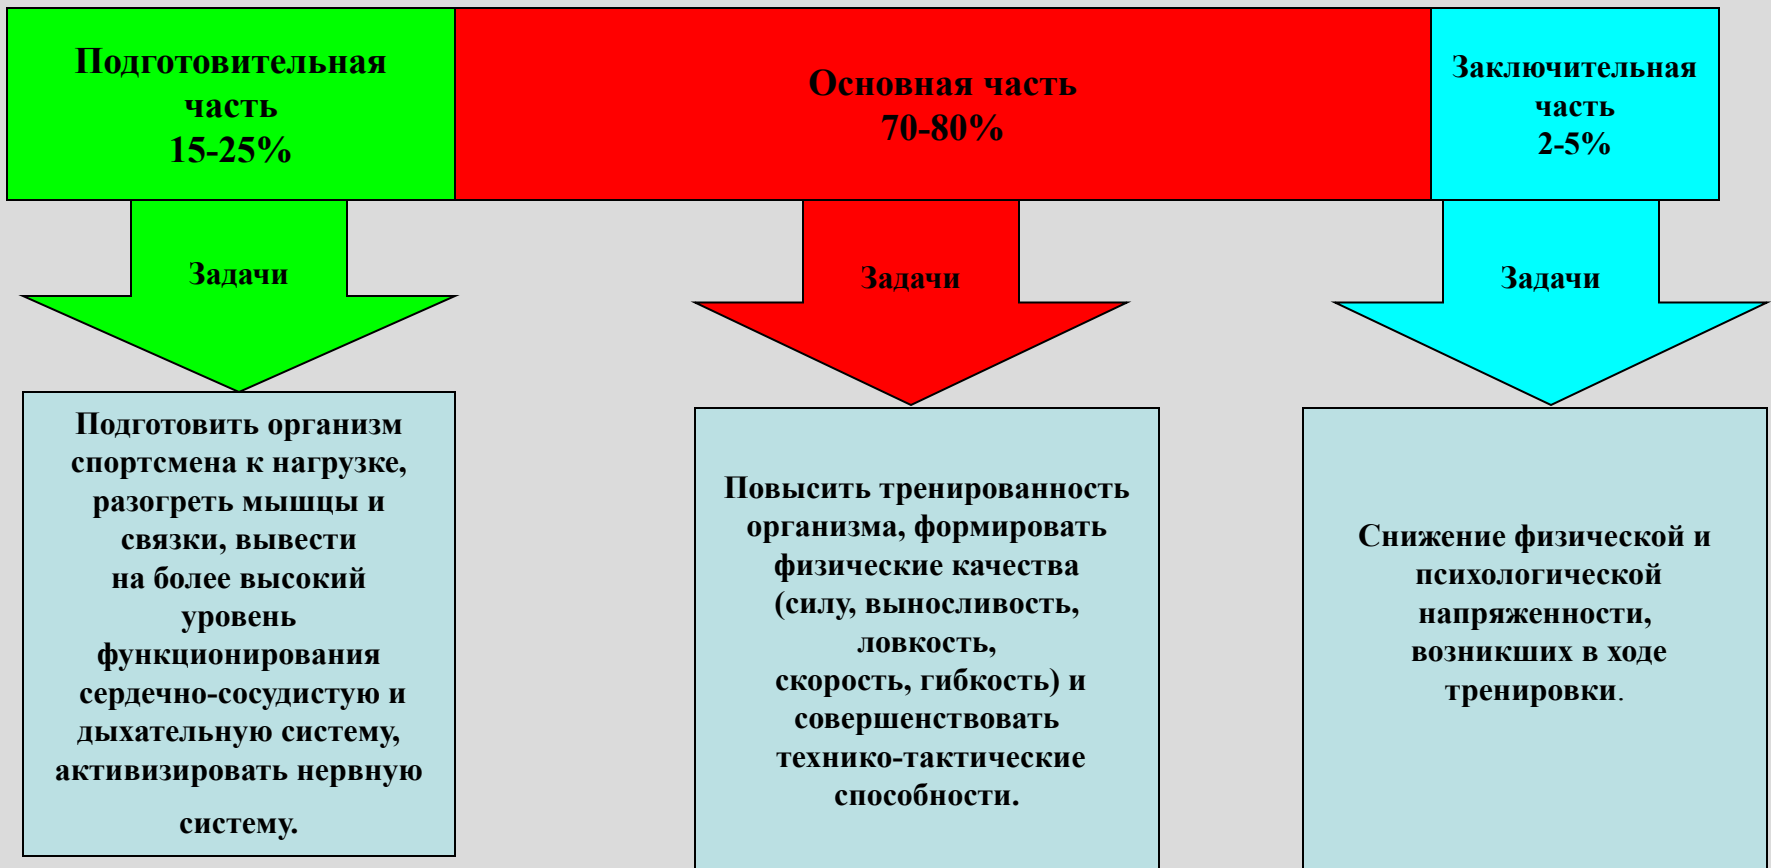 Подготовительная
часть
15-25%
Основная часть
70-80%
Заключительная
часть
2-5%
Задачи
Задачи
Задачи
Подготовить организм
спортсмена к нагрузке,
разогреть мышцы и
связки, вывести
на более высокий
уровень
функционирования
сердечно-сосудистую и
дыхательную систему,
активизировать нервную
систему.
Повысить тренированность
организма, формировать
физические качества
(силу, выносливость,
ловкость,
скорость, гибкость) и
совершенствовать
технико-тактические
способности.
Снижение физической и
психологической
напряженности,
возникших в ходе
тренировки.